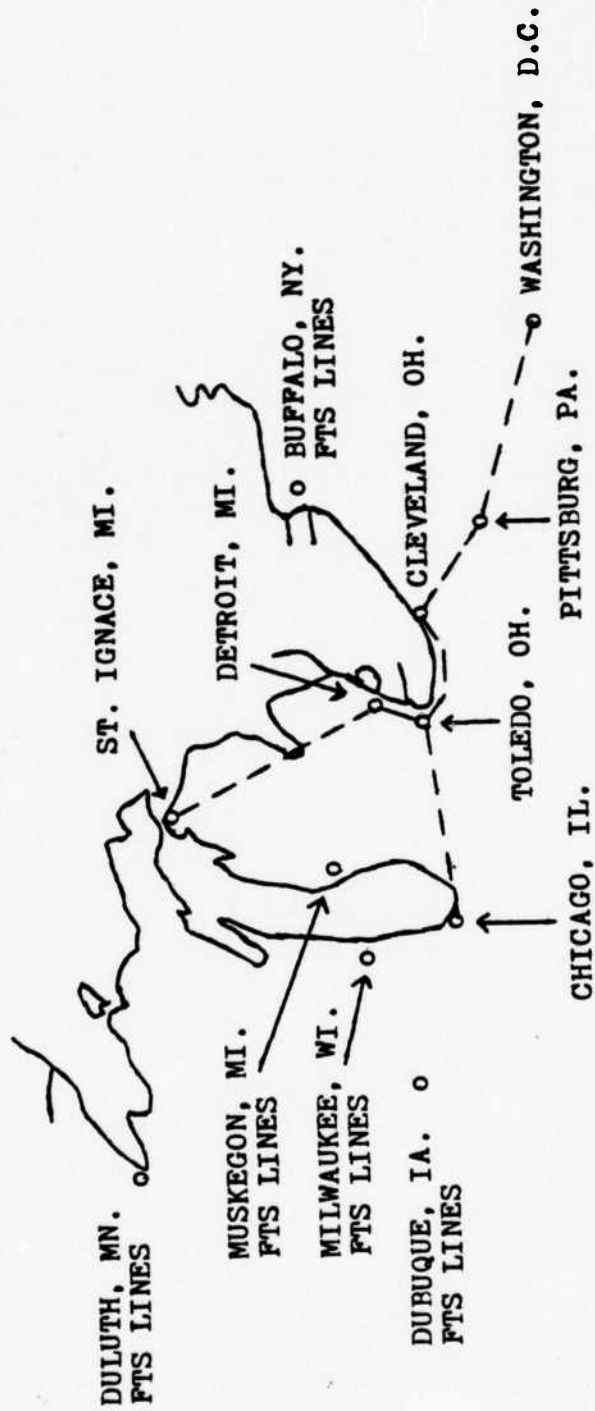 DULUTH, MN.
FTS LINES
ST. IGNACE, MI.
MUSKEGON, MI.
FTS LINES
DETROIT, MI.
BUFFALO, NY.
FTS LINES
MILWAUKEE, WI.
FTS LINES
DUBUQUE, IA.
FTS LINES
CLEVELAND, OH.
TOLEDO, OH.
CHICAGO, IL.
PITTSBURG, PA.
WASHINGTON, D.C.